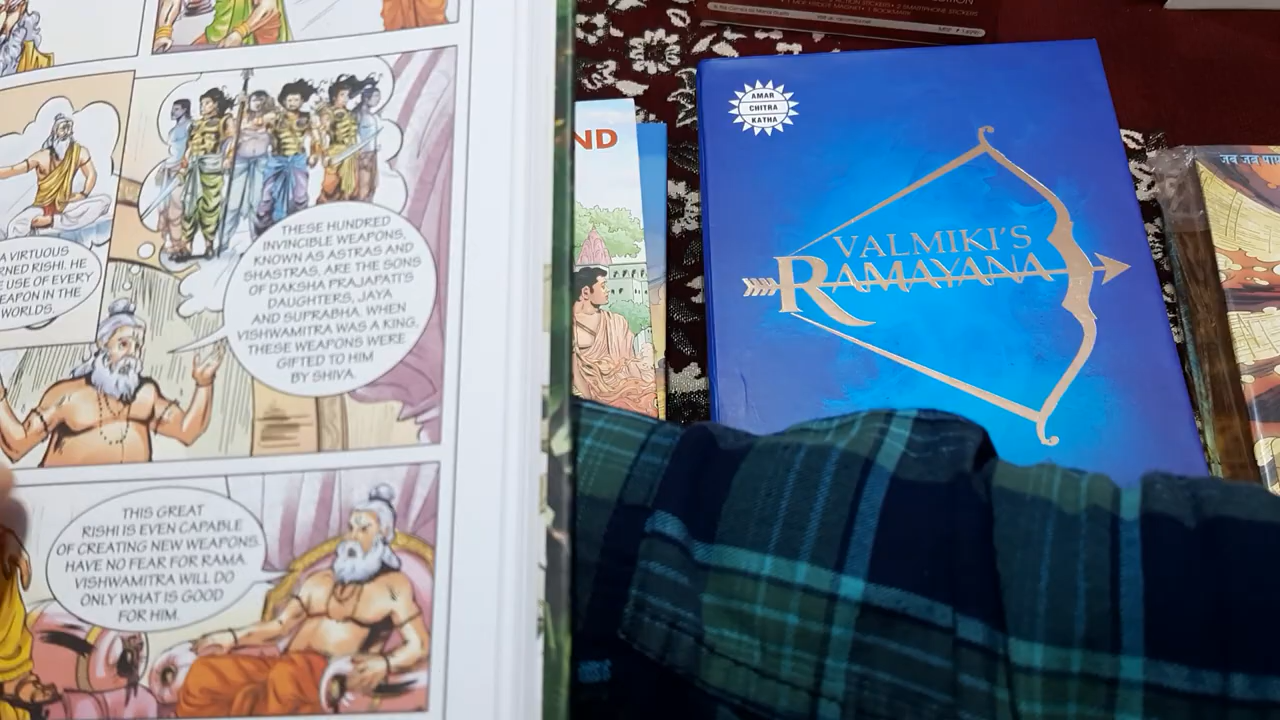 A VIRTUOUS
RNED RISHI. HE
USE OF EVERY
EAPON IN THE
WORLDS.
THESE HUNDRED
INVINCIBLE WEAPONS,
KNOWN AS ASTRAS AND
SHASTRAS, ARE THE SONS
OF DAKSHA PRAJAPATI'S
DAUGHTERS, JAYA
AND SUPRABHA. WHEN
VISHWAMITRA WAS A KING,
THESE WEAPONS WERE
GIFTED TO HIM
BY SHIVA.
THIS GREAT
RISHI IS EVEN CAPABLE
OF CREATING NEW WEAPONS.
HAVE NO FEAR FOR RAMA.
VISHWAMITRA WILL DO
ONLY WHAT IS GOOD
FOR HIM.
ND
AMAR
CHITRA
KATHA
VALMIKI'S
RAMAYANA
जब जब पाप